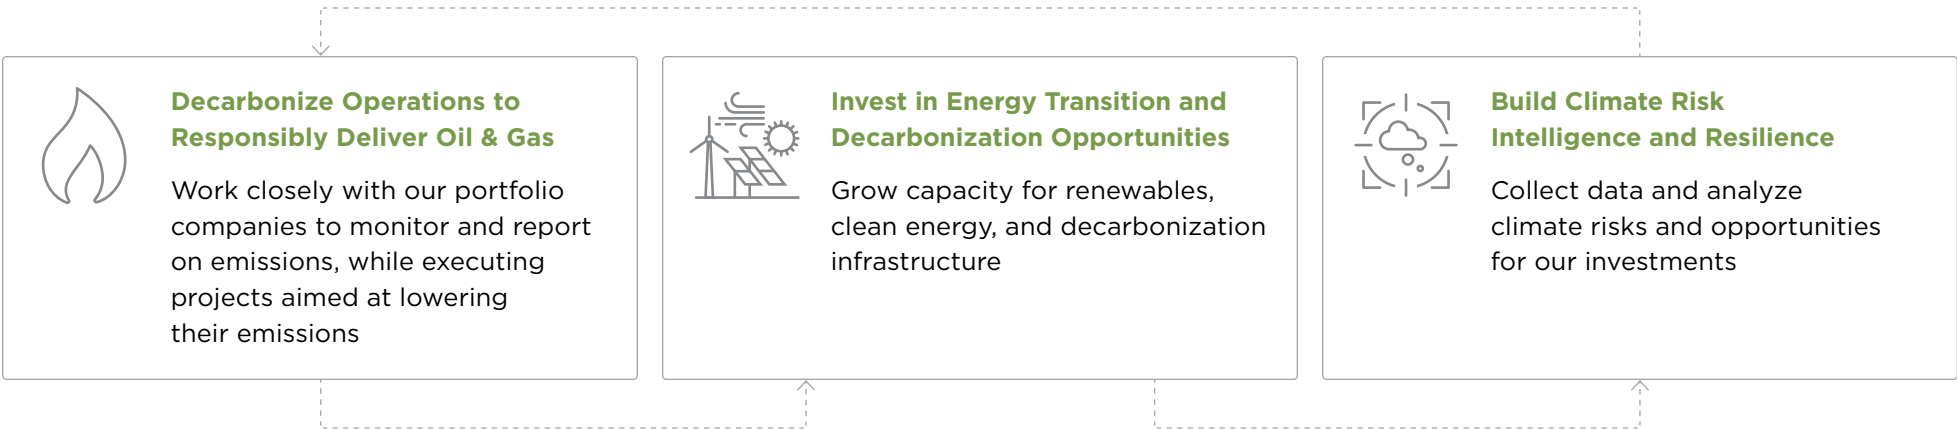 Decarbonize Operations to
Responsibly Deliver Oil & Gas
Work closely with our portfolio
companies to monitor and report
on emissions, while executing
projects aimed at lowering
their emissions
Invest in Energy Transition and
Decarbonization Opportunities
Grow capacity for renewables,
clean energy, and decarbonization
infrastructure
Build Climate Risk
Intelligence and Resilience
Collect data and analyze
climate risks and opportunities
for our investments